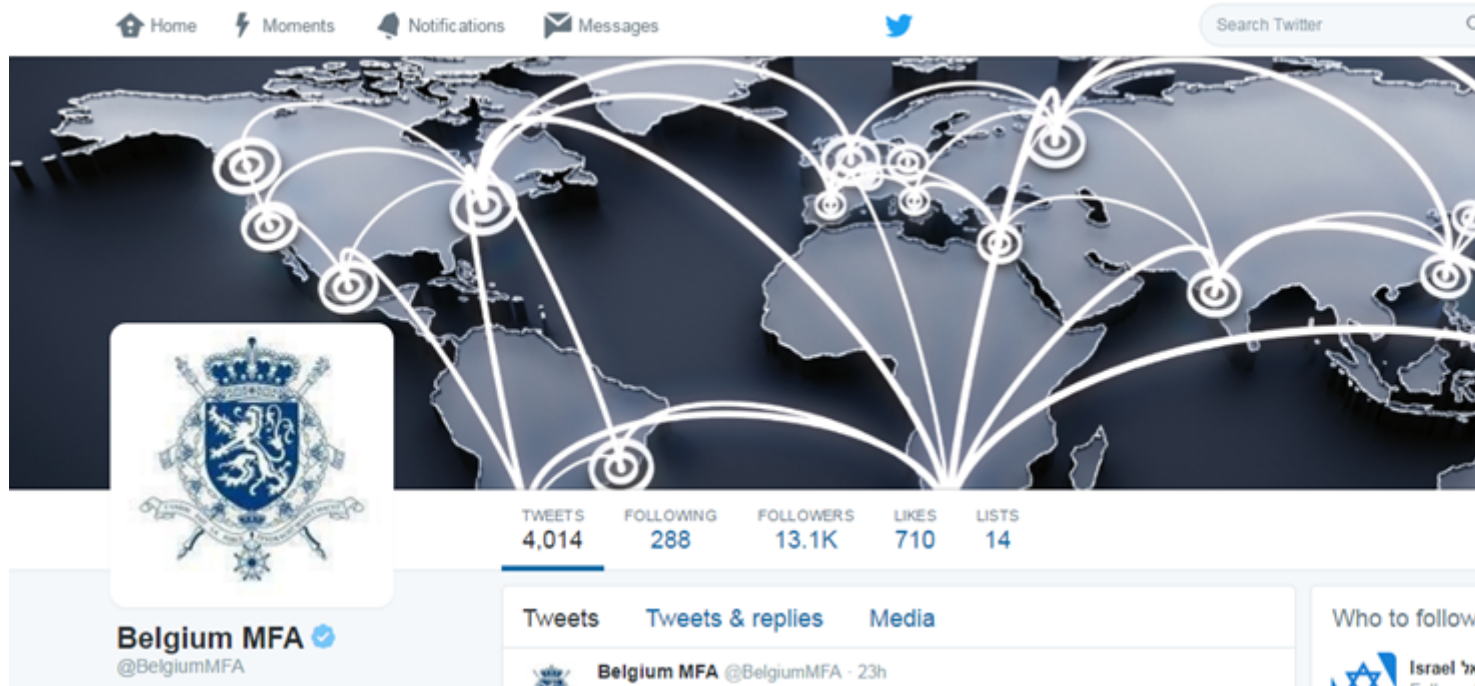 Home Moments Notifications Messages Search Twitter
TWEETS FOLLOWING FOLLOWERS LIKES LISTS
4,014 288 13.1K 710 14
Tweets Tweets & replies Media
Who to follow
Belgium MFA
@BelgiumMFA
Belgium MFA @BelgiumMFA · 23h
Israel